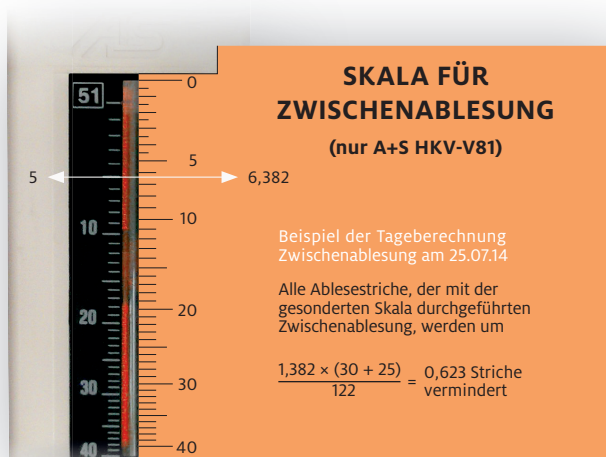 SKALA FÜR
ZWISCHENABLESUNG
(nur A+S HKV-V81)
51
0
5
5
6,382
10
10
Beispiel der Tageberechnung
Zwischenablesung am 25.07.14
Alle Ablesestriche, der mit der
gesonderten Skala durchgeführten
Zwischenablesung, werden um
20
20
1,382 × (30 + 25)
122
= 0,623 Striche
vermindert
30
30
40
40